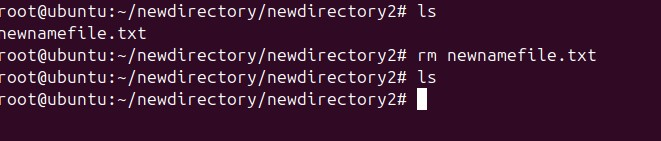 root@ubuntu:~/newdirectory/newdirectory2# ls
newnamefile.txt
root@ubuntu:~/newdirectory/newdirectory2# rm newnamefile.txt
root@ubuntu:~/newdirectory/newdirectory2# ls
root@ubuntu:~/newdirectory/newdirectory2#